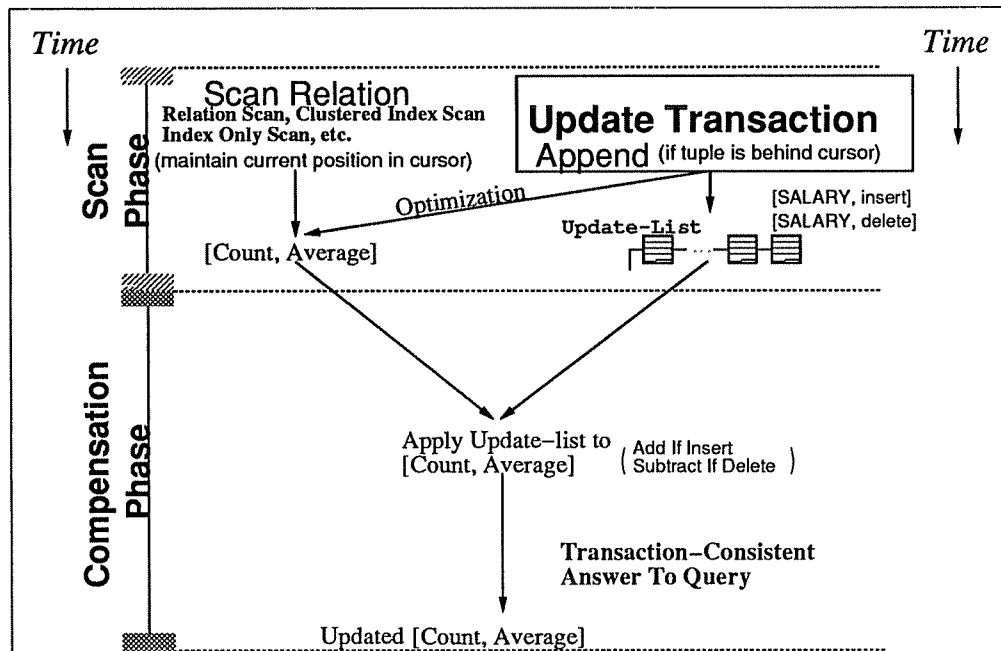 Time
Time
Scan Relation
Relation Scan, Clustered Index Scan
Index Only Scan, etc.
(maintain current position in cursor)
Update Transaction
Append (if tuple is behind cursor)
Scan
Phase
Optimization
[SALARY, insert]
[SALARY, delete]
Update-List
...
[Count, Average]
Compensation
Phase
Apply Update-list to
[Count, Average]
( Add If Insert
Subtract If Delete )
Transaction-Consistent
Answer To Query
Updated [Count, Average]